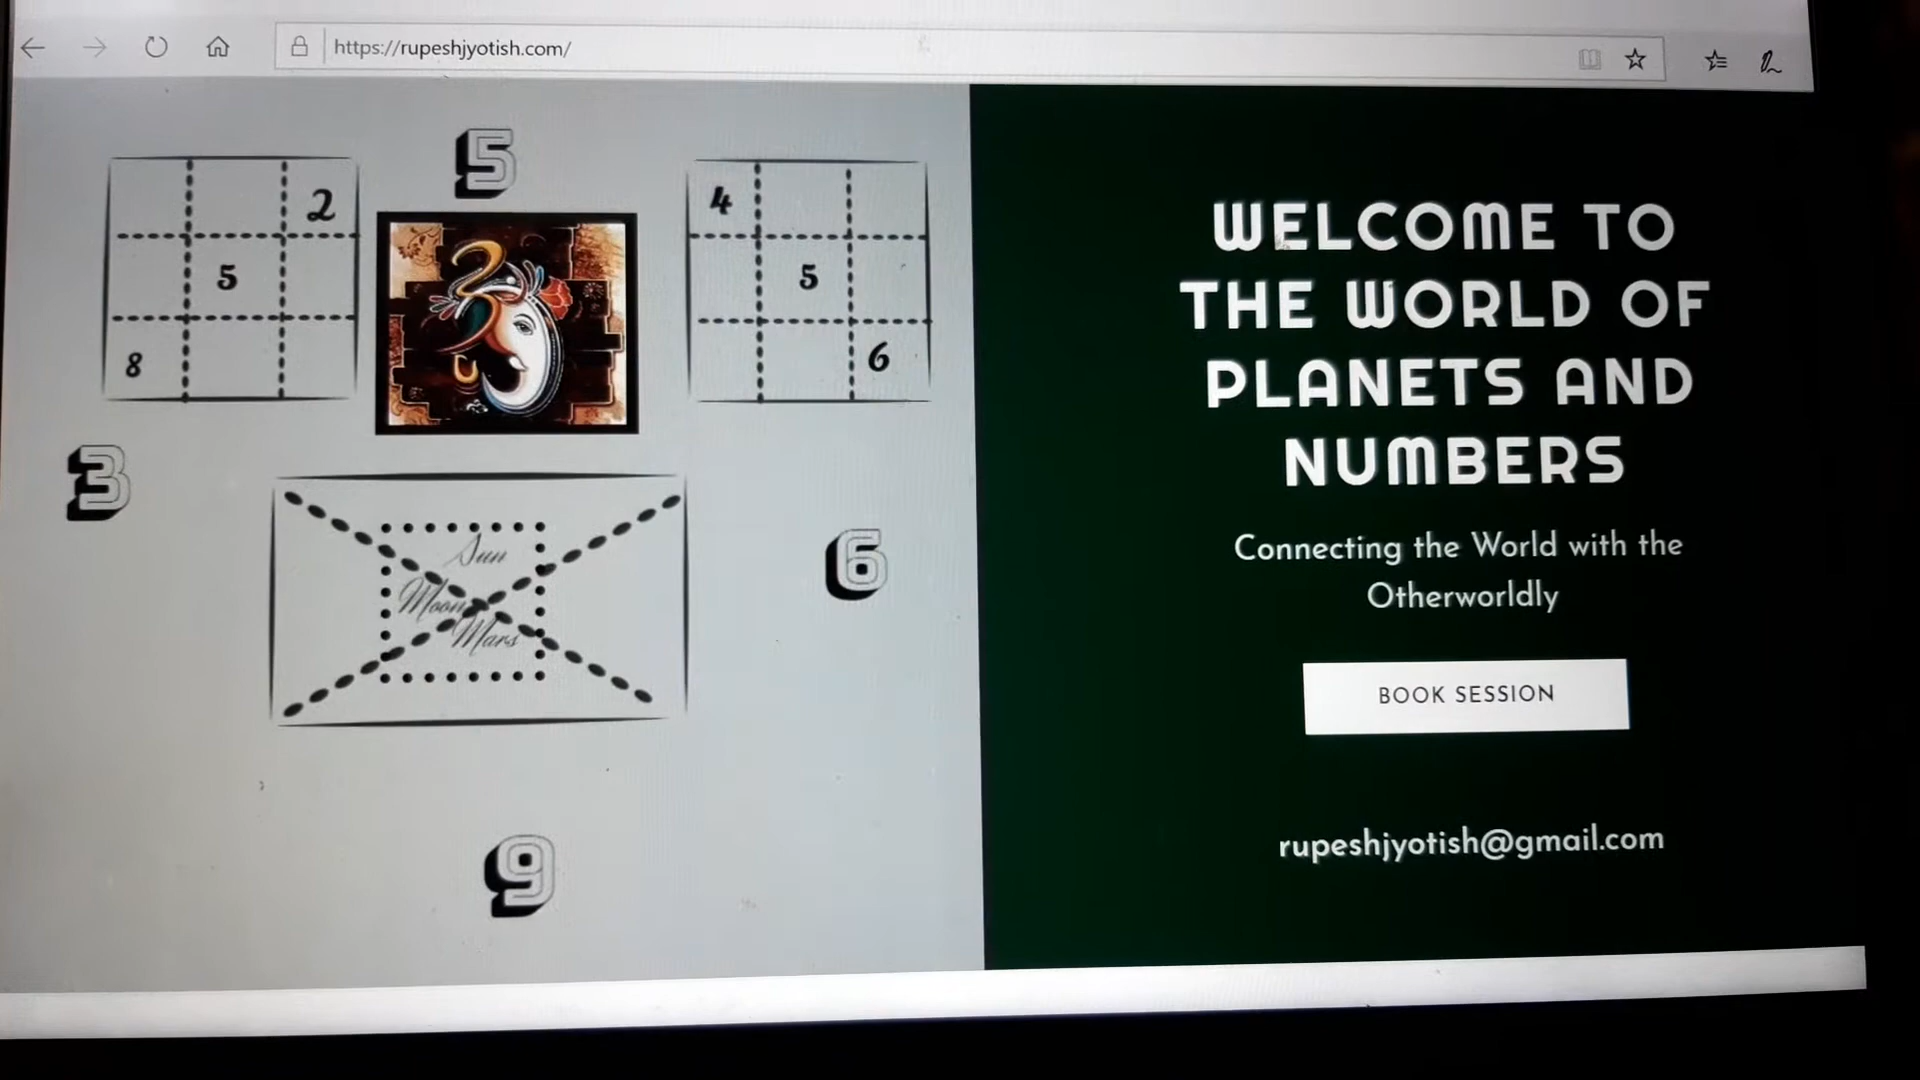 https://rupeshjyotish.com/
5
2
5
8
4
5
6
3
Sun
Moon
Mars
6
9
WELCOME TO
THE WORLD OF
PLANETS AND
NUMBERS
Connecting the World with the
Otherworldly
BOOK SESSION
rupeshjyotish@gmail.com